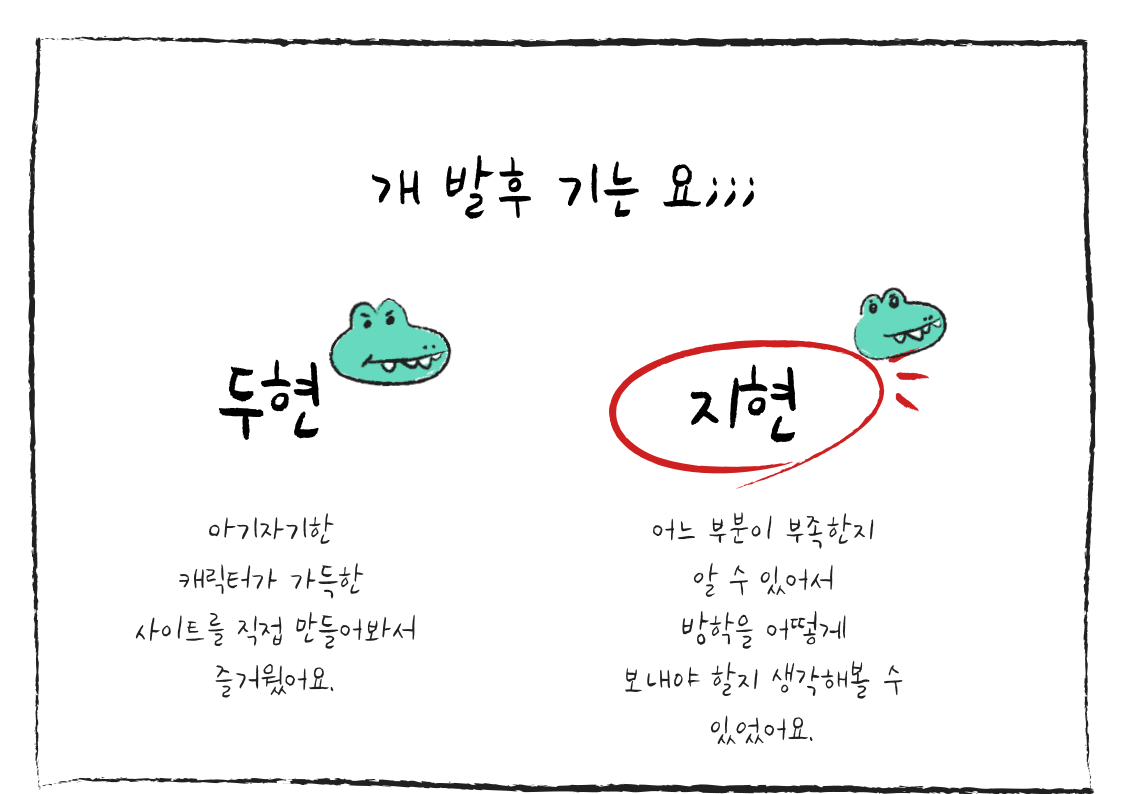 개 발후 기는 요;;;
두현
지현
아기자기한
캐릭터가 가득한
사이트를 직접 만들어봐서
즐거웠어요.
어느 부분이 부족한지
알 수 있어서
방학을 어떻게
보내야 할지 생각해볼 수
있었어요.